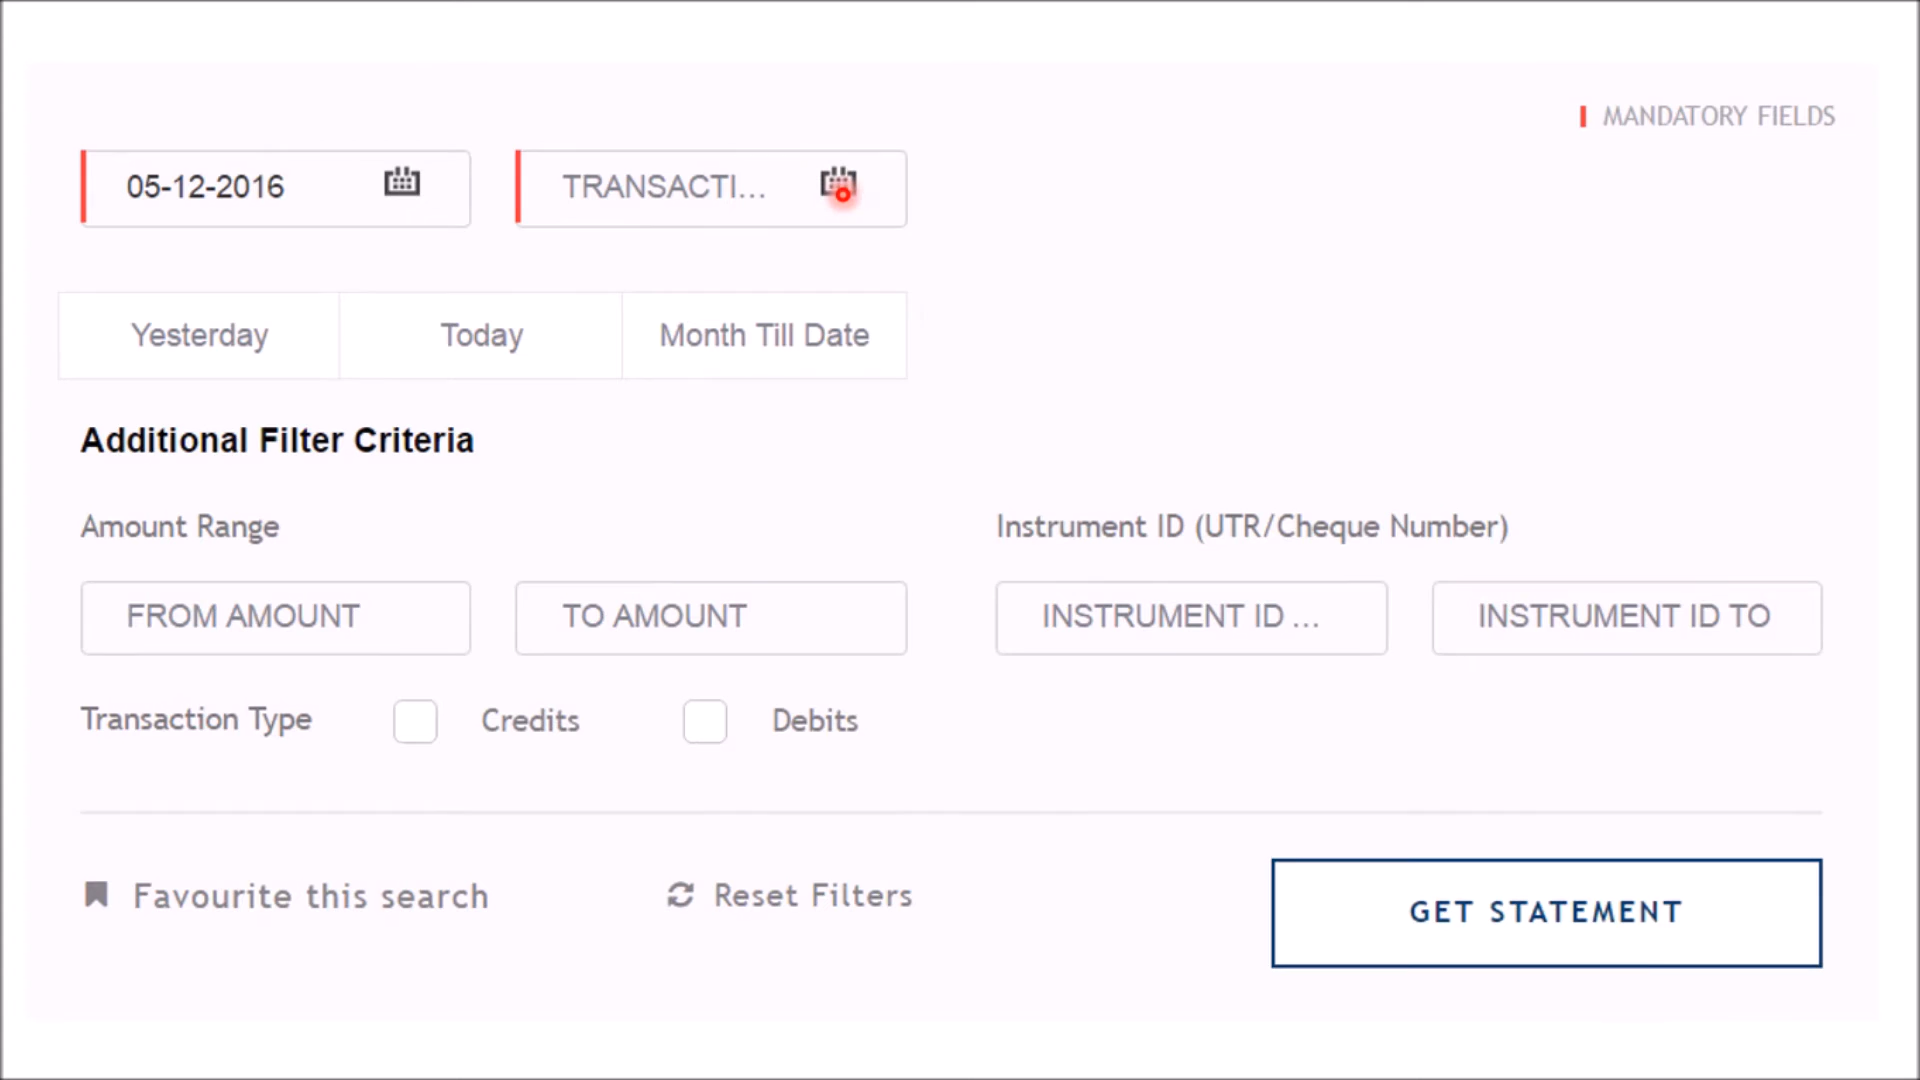 MANDATORY FIELDS
05-12-2016 TRANSACTI...
Yesterday Today Month Till Date
Additional Filter Criteria
Amount Range Instrument ID (UTR/Cheque Number)
FROM AMOUNT TO AMOUNT INSTRUMENT ID ... INSTRUMENT ID TO
Transaction Type Credits Debits
Favourite this search Reset Filters GET STATEMENT